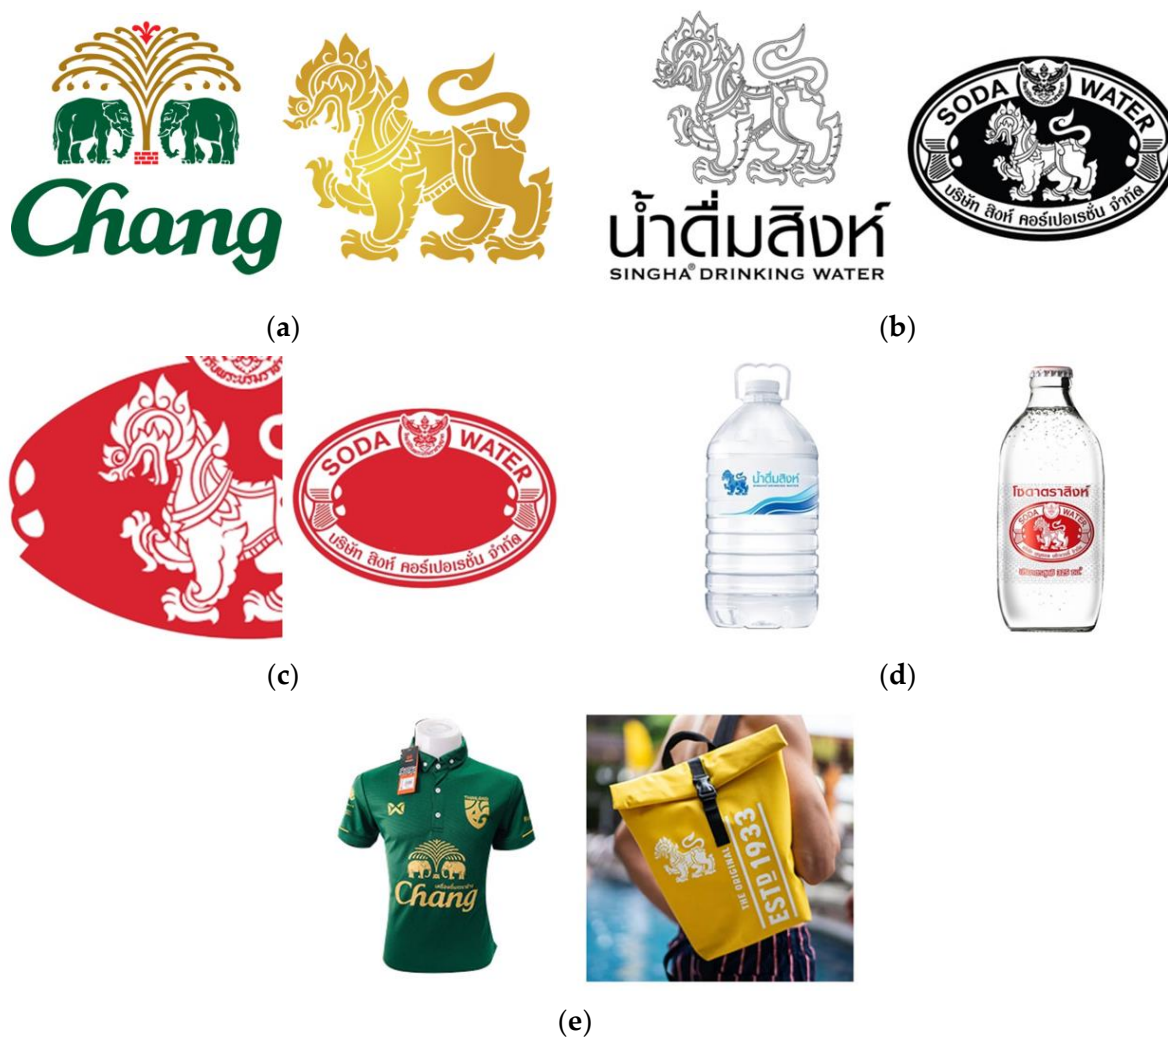 Chang
(a)
น้ำดื่มสิงห์
SINGHA® DRINKING WATER
SODA WATER
บริษัท สิงห์ คอร์เปอเรชั่น จำกัด
(b)
SODA WATER
บริษัท สิงห์ คอร์เปอเรชั่น จำกัด
(c)
น้ำดื่มสิงห์
SINGHA DRINKING WATER
โซดาตราสิงห์
SODA WATER
(d)
THAILAND
Chang
THE ORIGINAL
ESTD 1933
(e)